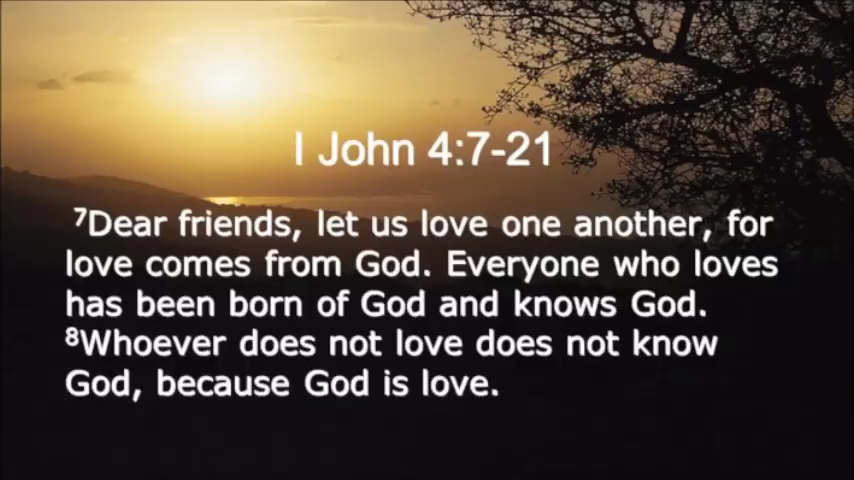 I John 4:7-21
⁷Dear friends, let us love one another, for
love comes from God. Everyone who loves
has been born of God and knows God.
⁸Whoever does not love does not know
God, because God is love.